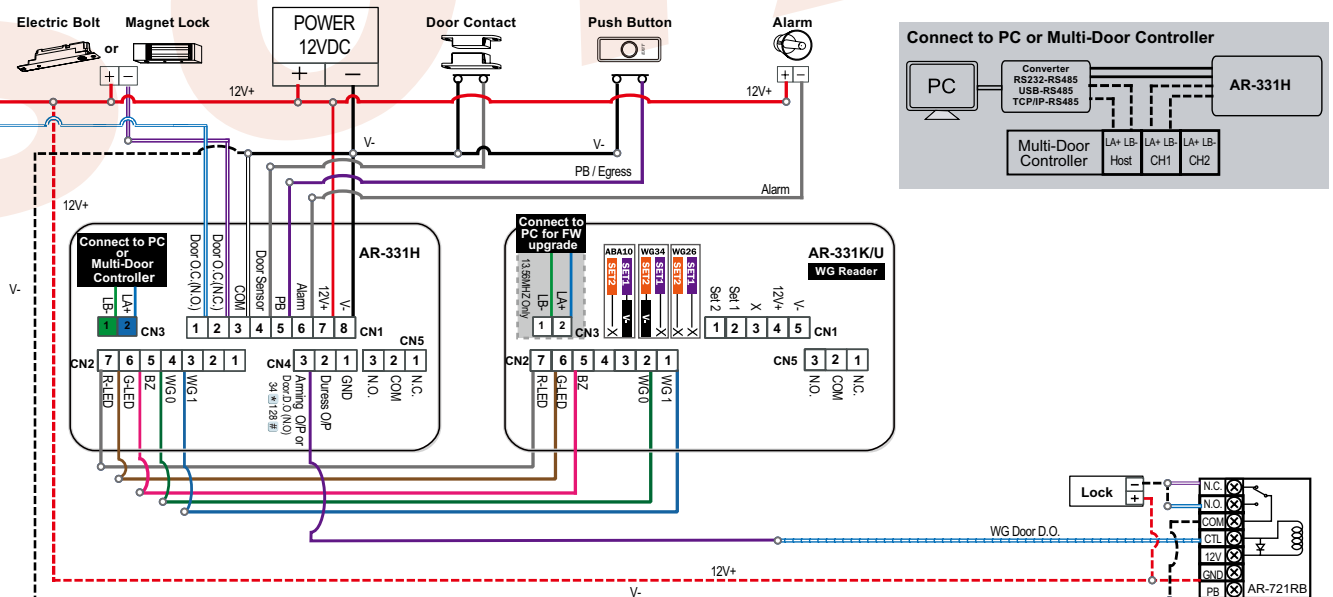 Electric Bolt
or
Magnet Lock
+ −
POWER
12VDC
+ −
Door Contact
Push Button
EXIT
Alarm
+ −
12V+
12V+
V-
V-
PB / Egress
Alarm
12V+
V-
Connect to PC or Multi-Door Controller
PC
Converter
RS232-RS485
USB-RS485
TCP/IP-RS485
AR-331H
Multi-Door
Controller
LA+ LB-
Host
LA+ LB-
CH1
LA+ LB-
CH2
Connect to PC
or
Multi-Door
Controller
LB-
LA+
1 2 CN3
Door O.C.(N.O.)
Door O.C.(N.C.)
COM
Door Sensor
PB
Alarm
12V+
V-
1 2 3 4 5 6 7 8 CN1
AR-331H
CN2 7 6 5 4 3 2 1
R-LED
G-LED
BZ
WG 0
WG 1
CN4 3 2 1
Arming O/P or
Door D.O (N.O)
34 * 128 #
Duress O/P
GND
CN5
3 2 1
N.O.
COM
N.C.
Connect to
PC for FW
upgrade
13.56MHZ Only
LB-
LA+
1 2 CN3
ABA10
SET2
SET1
X
V-
WG34
SET2
SET1
V-
X
WG26
SET2
SET1
X
X
Set 2
Set 1
X
12V+
V-
1 2 3 4 5 CN1
AR-331K/U
WG Reader
CN2 7 6 5 4 3 2 1
R-LED
G-LED
BZ
WG 0
WG 1
CN5 3 2 1
N.O.
COM
N.C.
WG Door D.O.
12V+
V-
Lock
−
+
N.C.
N.O.
COM
CTL
12V
GND
PB
AR-721RB